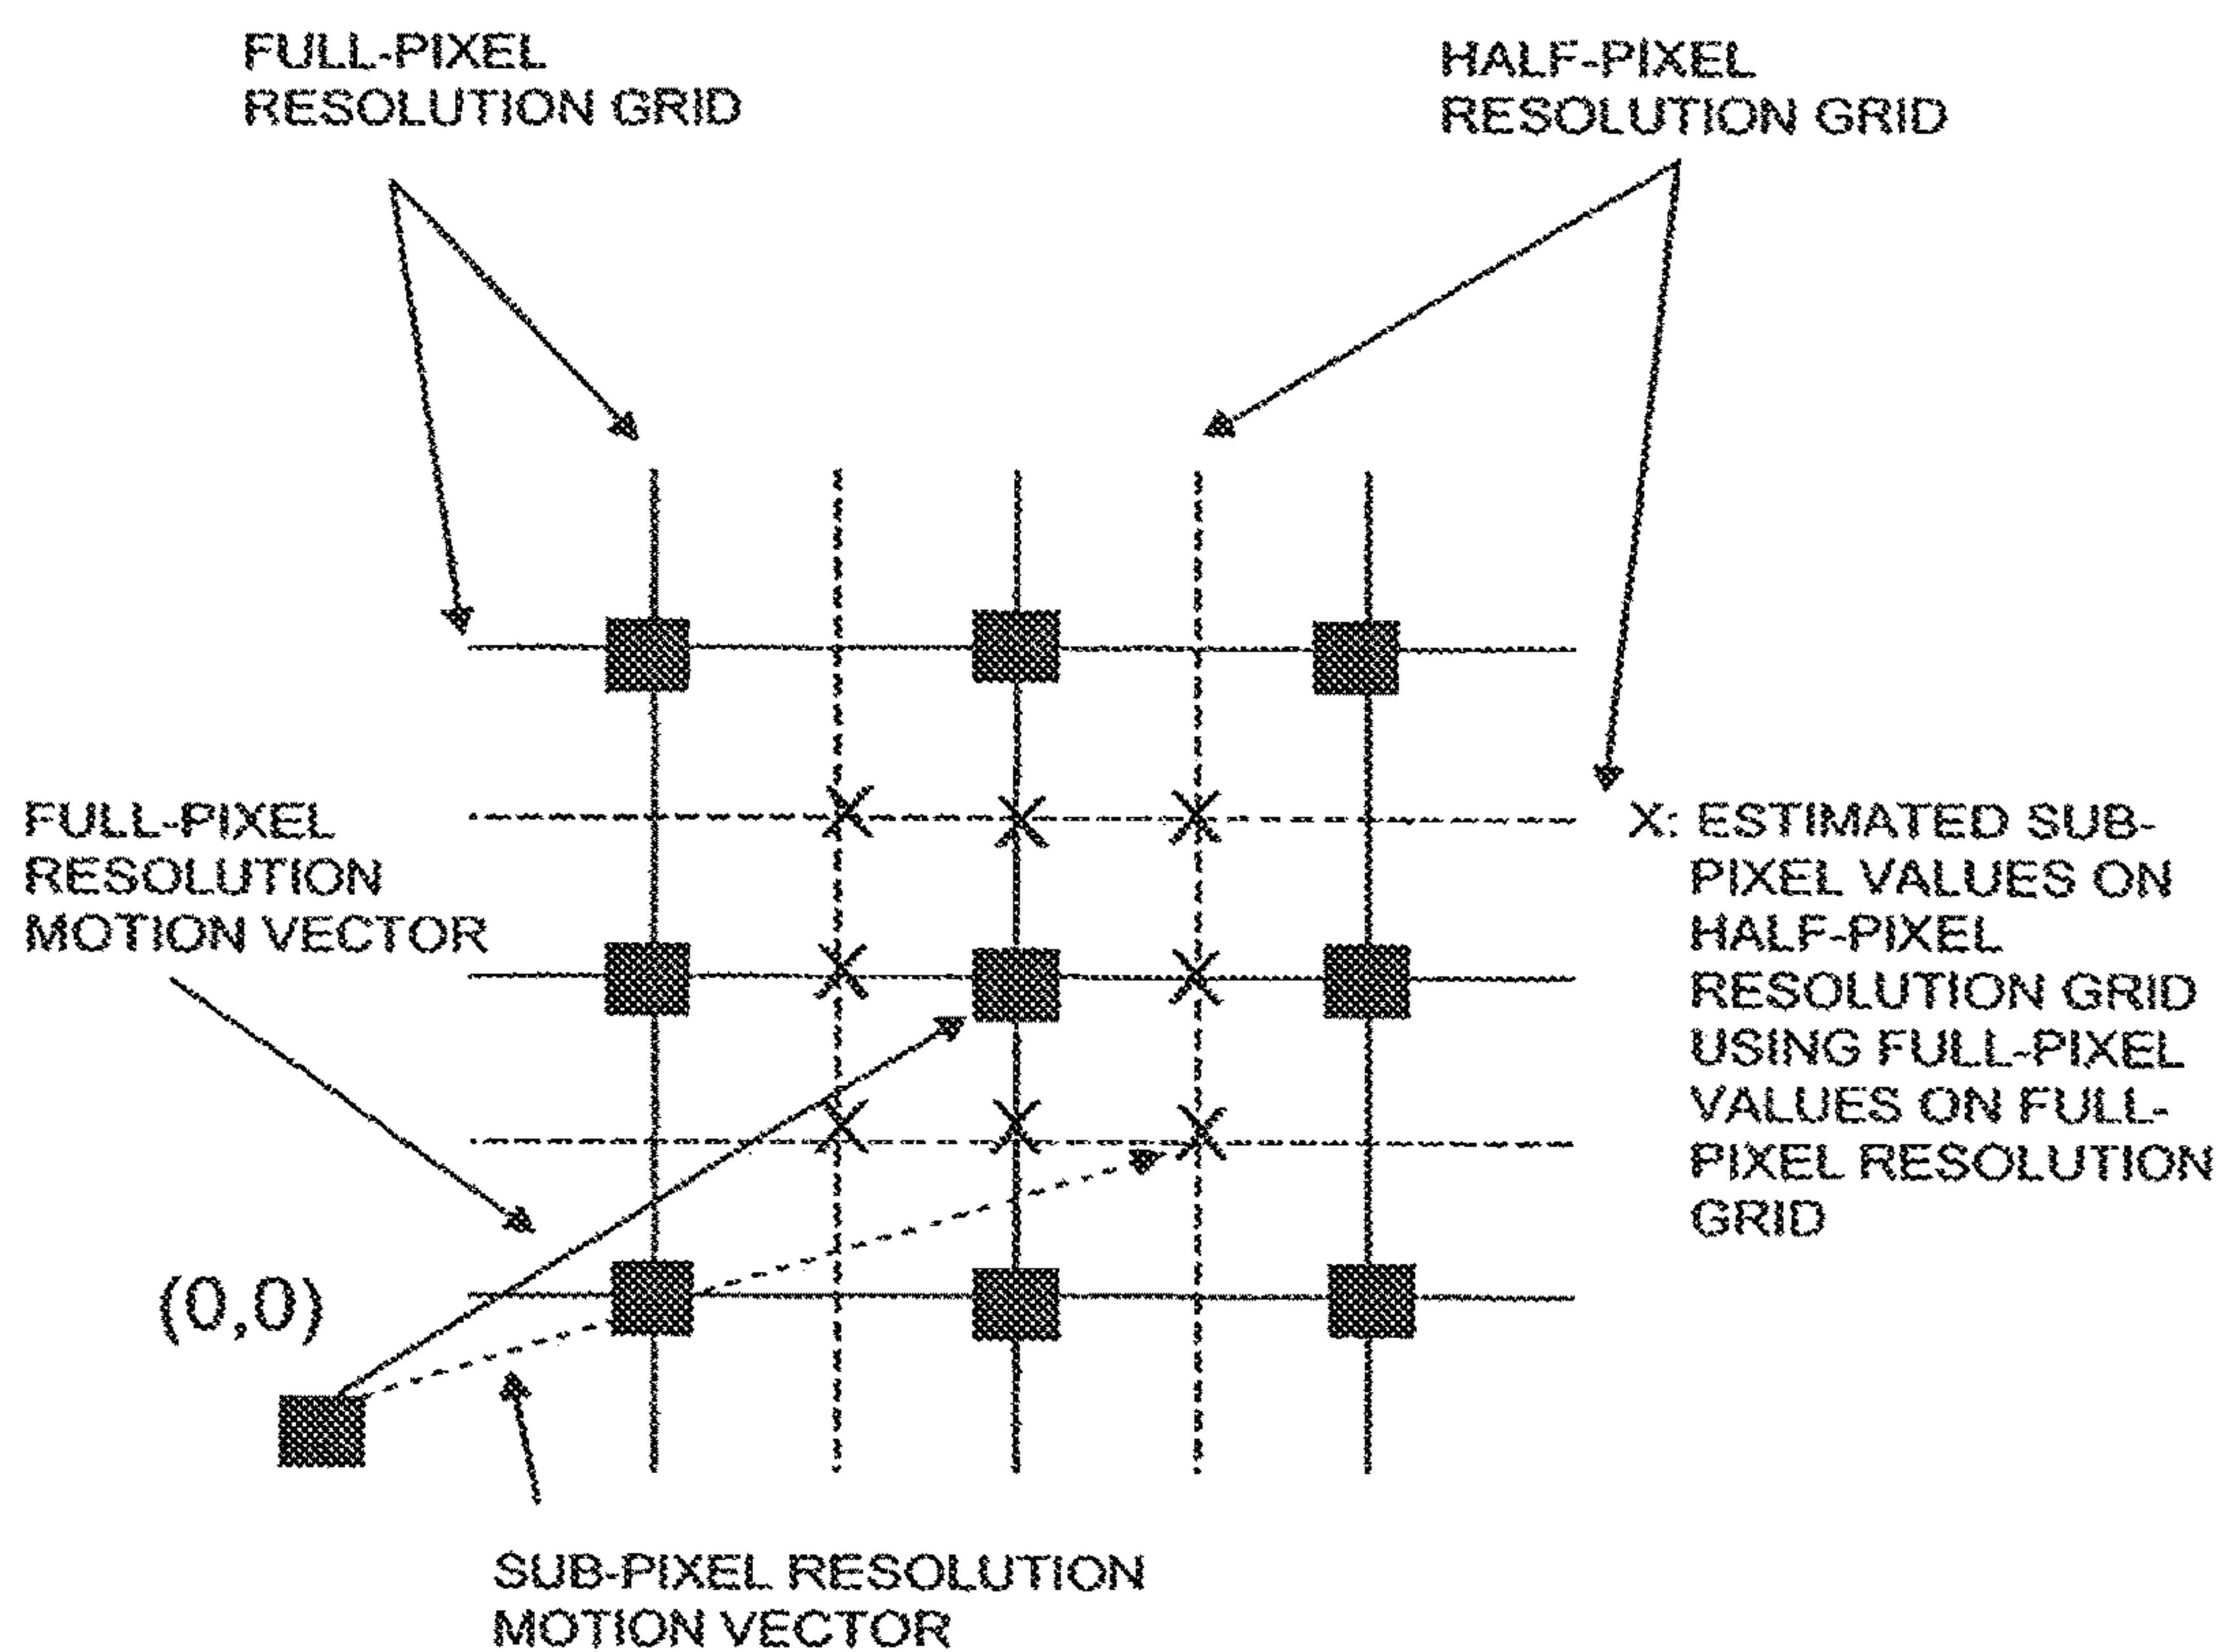 FULL-PIXEL
RESOLUTION GRID
HALF-PIXEL
RESOLUTION GRID
FULL-PIXEL
RESOLUTION
MOTION VECTOR
X: ESTIMATED SUB-
PIXEL VALUES ON
HALF-PIXEL
RESOLUTION GRID
USING FULL-PIXEL
VALUES ON FULL-
PIXEL RESOLUTION
GRID
(0,0)
SUB-PIXEL RESOLUTION
MOTION VECTOR